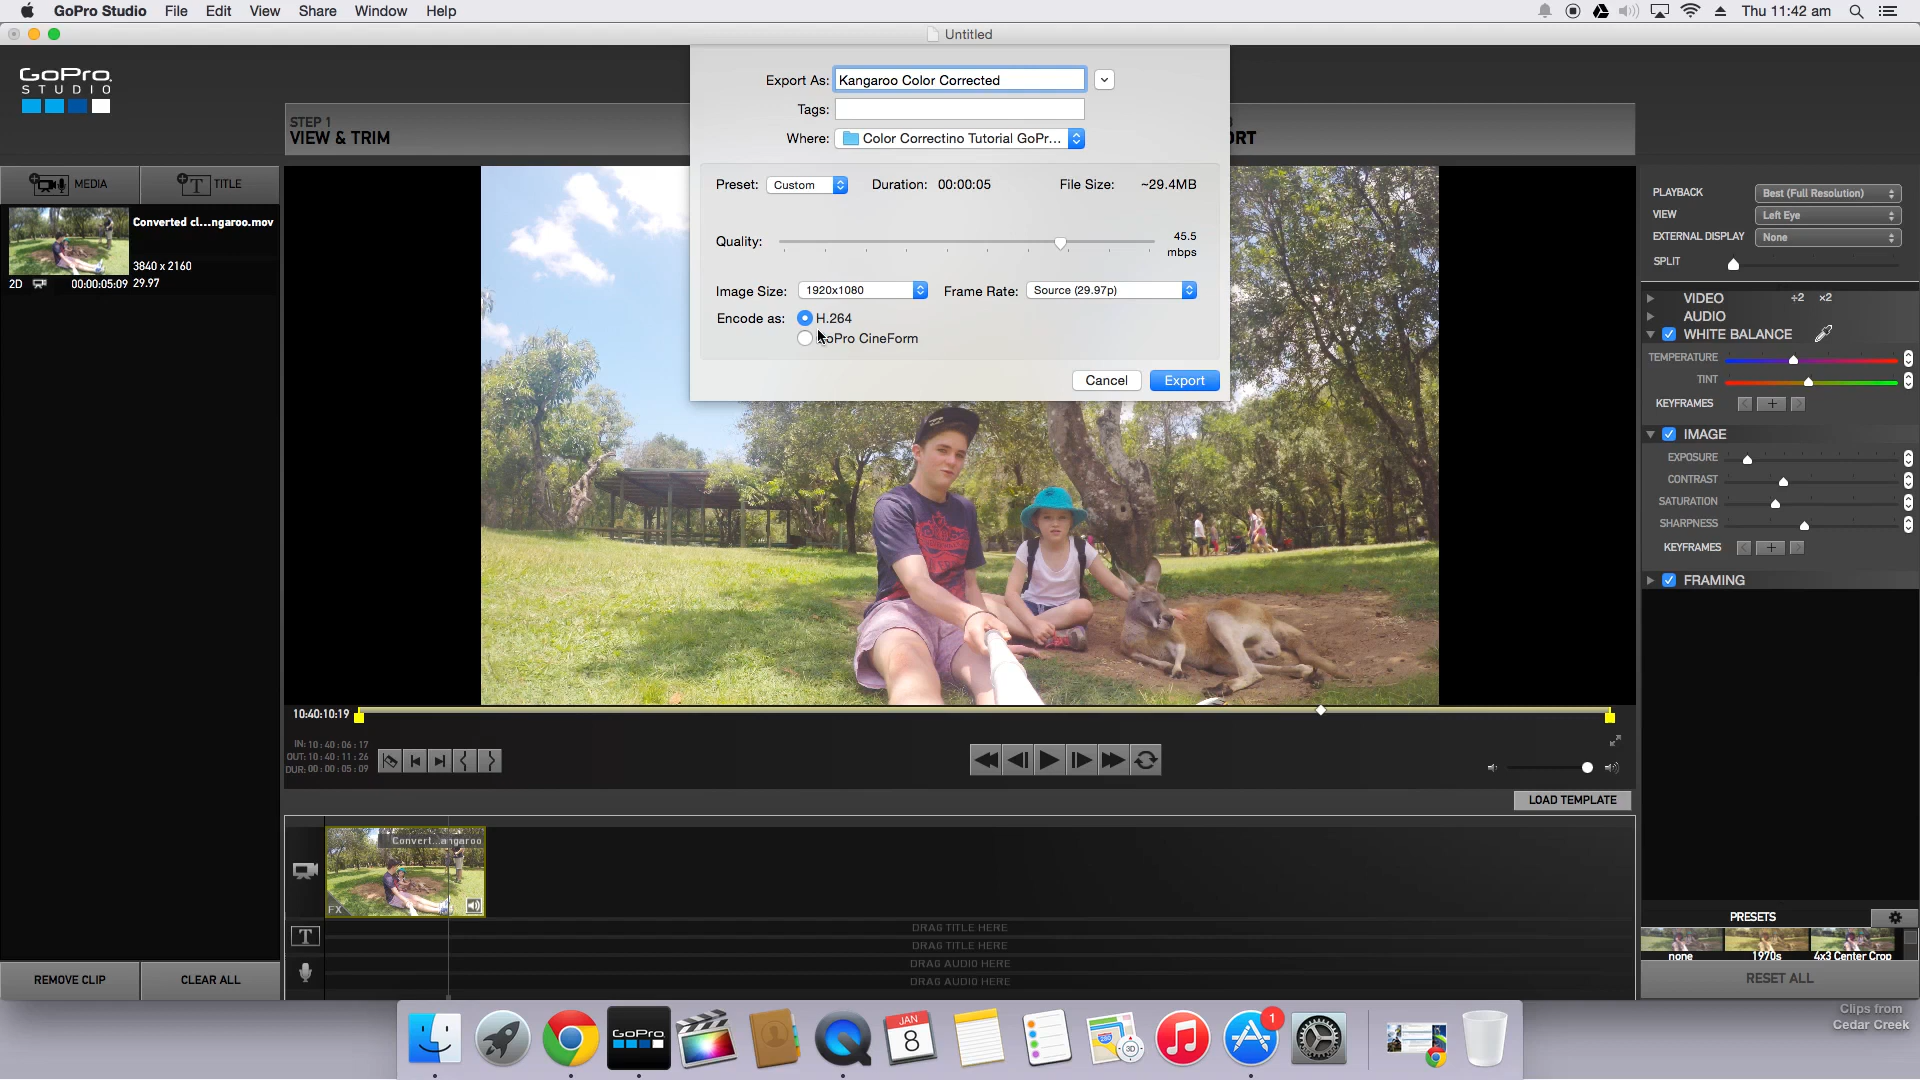 GoPro Studio File Edit View Share Window Help
Thu 11:42 am
Untitled
GoPro
STUDIO
Export As: Kangaroo Color Corrected
Tags:
Where: Color Correctino Tutorial GoPr...
STEP 1
VIEW & TRIM
ORT
Preset: Custom Duration: 00:00:05 File Size: ~29.4MB
Quality: 45.5
mbps
Image Size: 1920x1080 Frame Rate: Source (29.97p)
Encode as: H.264
GoPro CineForm
Cancel Export
MEDIA TITLE
Converted cl...ngaroo.mov
3840 x 2160
2D 00:00:05:09 29.97
PLAYBACK Best (Full Resolution)
VIEW Left Eye
EXTERNAL DISPLAY None
SPLIT
VIDEO ÷2 x2
AUDIO
WHITE BALANCE
TEMPERATURE
TINT
KEYFRAMES
IMAGE
EXPOSURE
CONTRAST
SATURATION
SHARPNESS
KEYFRAMES
FRAMING
10:40:10:19
IN: 10:40:06:17
OUT: 10:40:11:26
DUR: 00:00:05:09
LOAD TEMPLATE
Convert...angaroo
FX
T
DRAG TITLE HERE
DRAG TITLE HERE
DRAG AUDIO HERE
DRAG AUDIO HERE
REMOVE CLIP CLEAR ALL
PRESETS
none 1970s 4x3 Center Crop
RESET ALL
Clips from
Cedar Creek
GoPro
JAN
8
280
3D
1